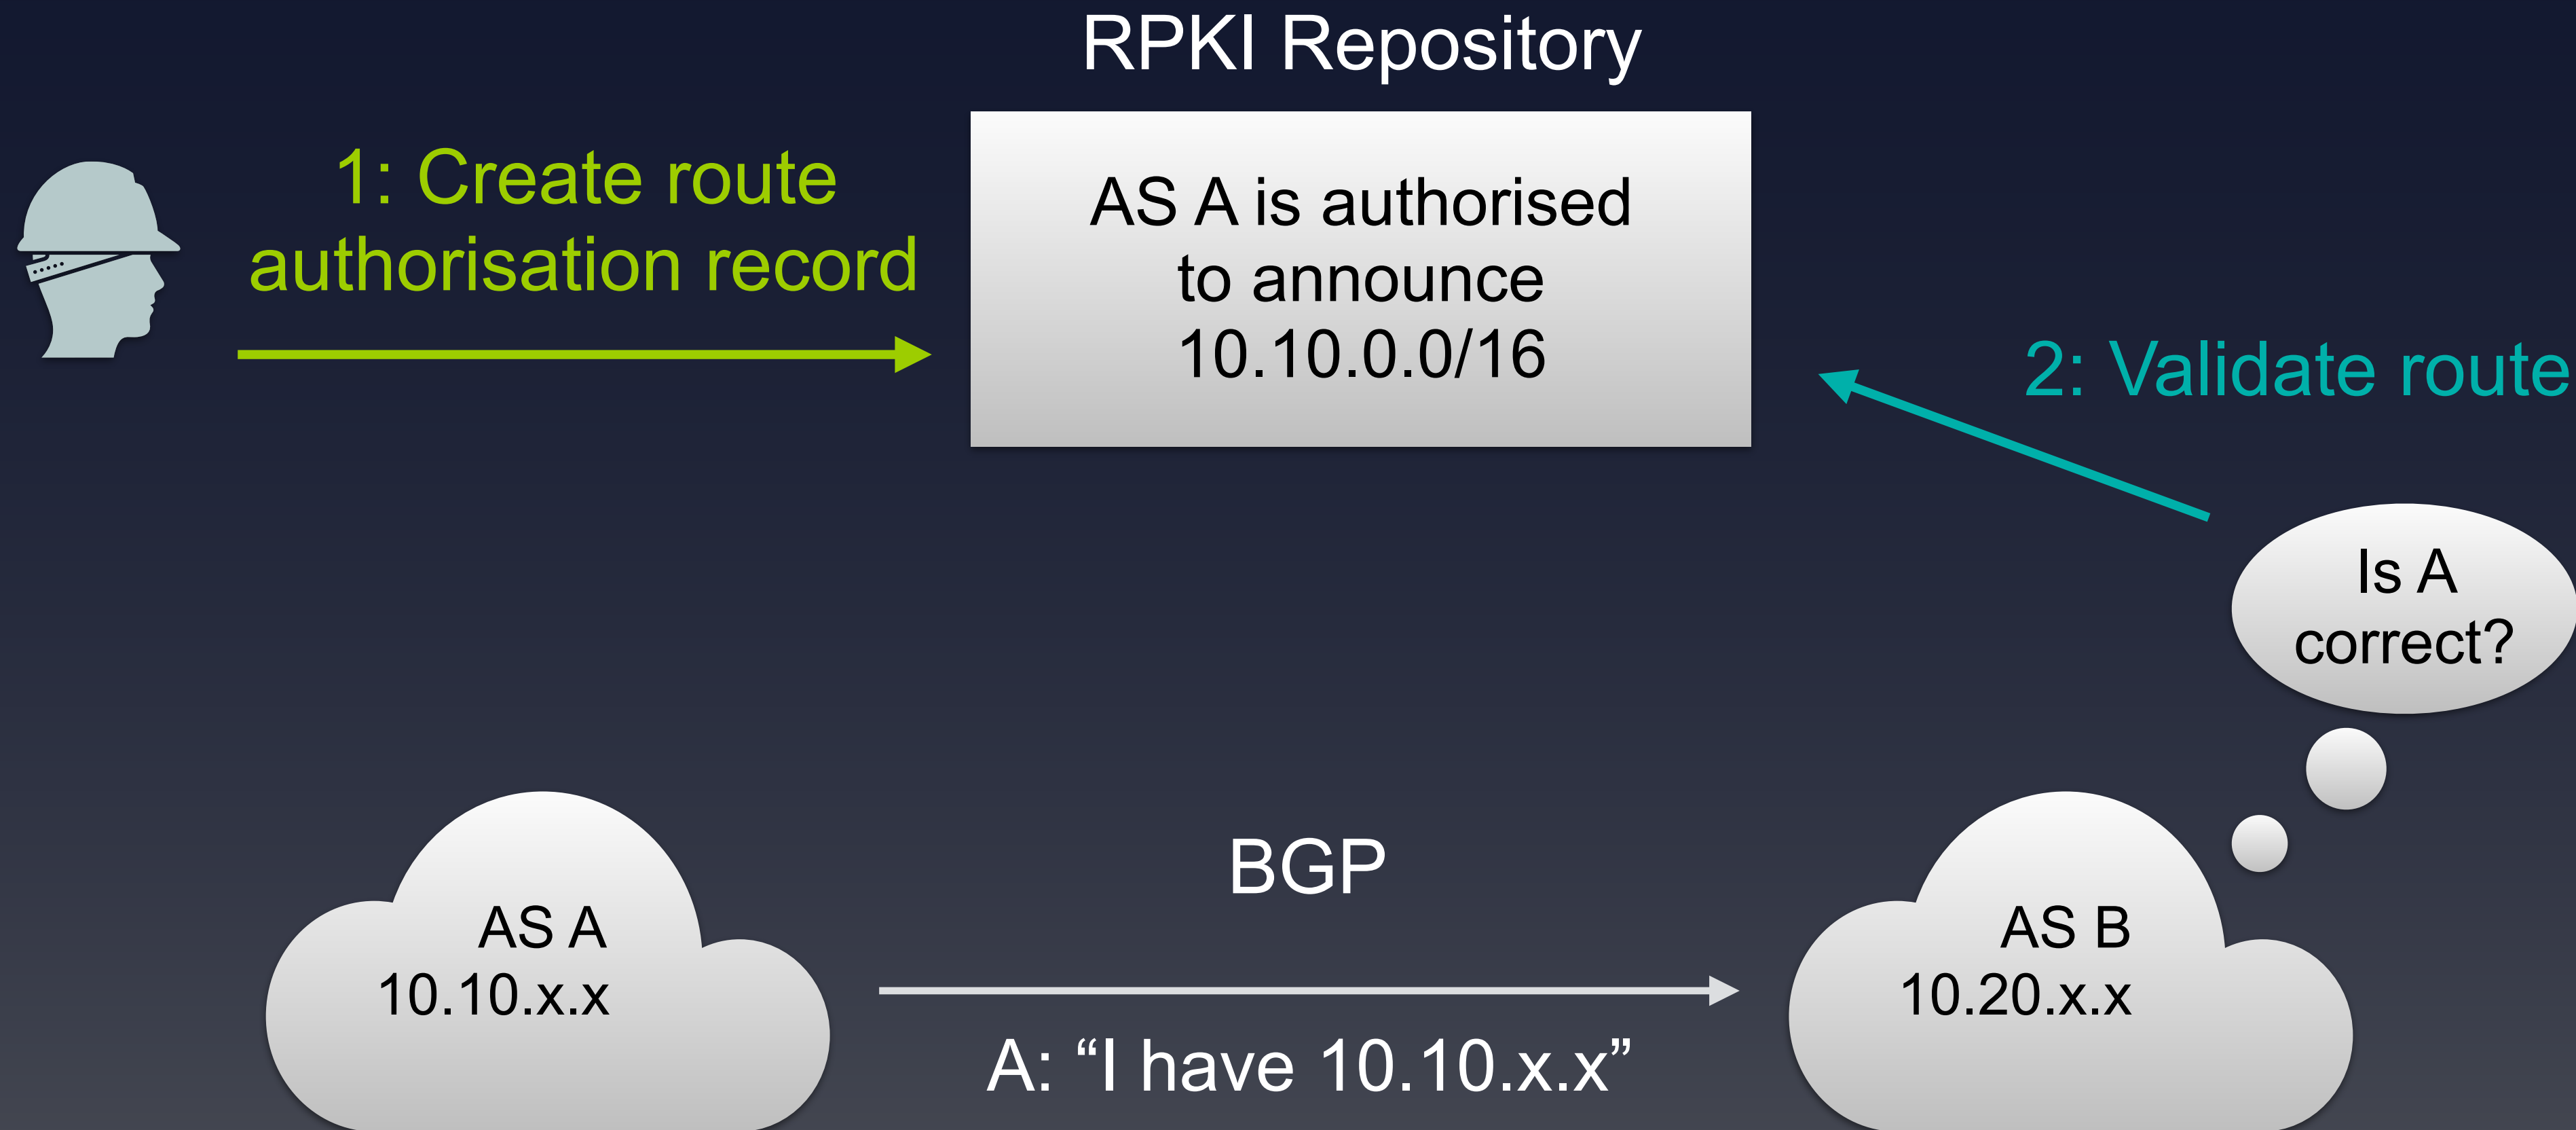 RPKI Repository
1: Create route
authorisation record
AS A is authorised
to announce
10.10.0.0/16
2: Validate route
Is A
correct?
AS A
10.10.x.x
BGP
A: “I have 10.10.x.x”
AS B
10.20.x.x